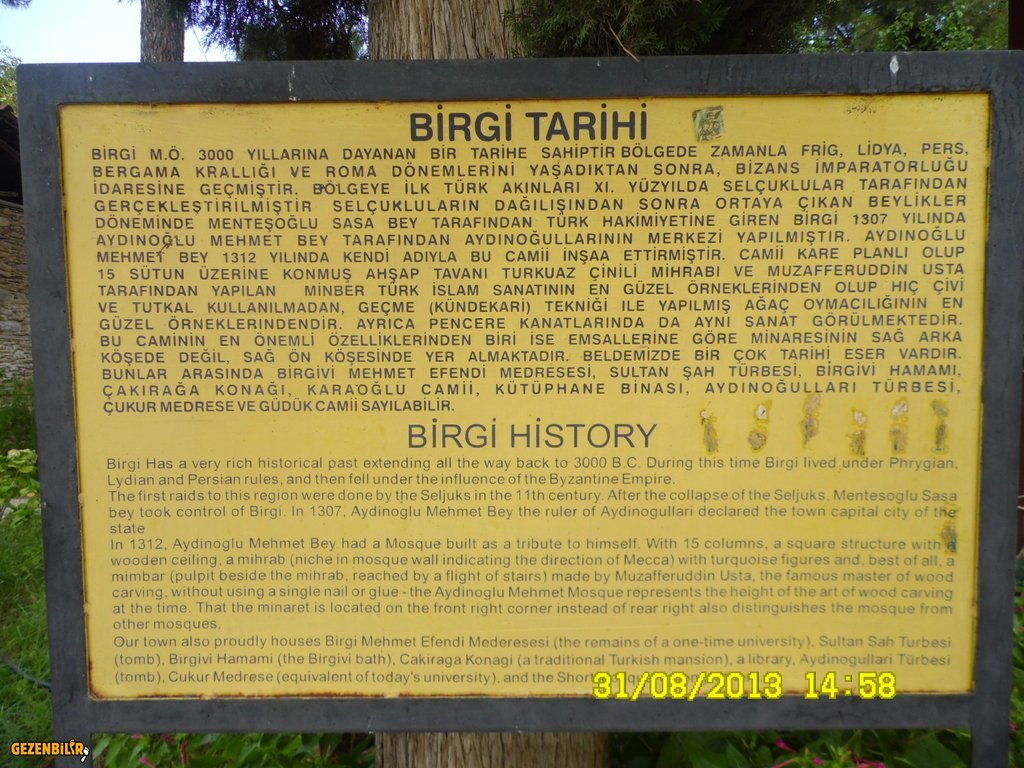 BİRGİ TARİHİ
BİRGİ M.Ö. 3000 YILLARINA DAYANAN BİR TARİHE SAHİPTİR BÖLGEDE ZAMANLA FRİG, LİDYA, PERS,
BERGAMA KRALLIĞI VE ROMA DÖNEMLERİNİ YAŞADIKTAN SONRA, BİZANS İMPARATORLUĞU
İDARESİNE GEÇMİŞTİR. BÖLGEYE İLK TÜRK AKINLARI XI. YÜZYILDA SELÇUKLULAR TARAFINDAN
GERÇEKLEŞTİRİLMİŞTİR SELÇUKLULARIN DAĞILIŞINDAN SONRA ORTAYA ÇIKAN BEYLİKLER
DÖNEMİNDE MENTEŞOĞLU SASA BEY TARAFINDAN TÜRK HAKİMİYETİNE GİREN BİRGİ 1307 YILINDA
AYDINOĞLU MEHMET BEY TARAFINDAN AYDINOĞULLARININ MERKEZİ YAPILMIŞTIR. AYDINOĞLU
MEHMET BEY 1312 YILINDA KENDİ ADIYLA BU CAMİİ İNŞAA ETTİRMİŞTİR. CAMİİ KARE PLANLI OLUP
15 SÜTUN ÜZERİNE KONMUŞ AHŞAP TAVANI TURKUAZ ÇİNİLİ MİHRABI VE MUZAFFERUDDİN USTA
TARAFINDAN YAPILAN MİNBER TÜRK İSLAM SANATININ EN GÜZEL ÖRNEKLERİNDEN OLUP HIÇ ÇİVİ
VE TUTKAL KULLANILMADAN, GEÇME (KÜNDEKARİ) TEKNİĞİ ILE YAPILMIŞ AĞAÇ OYMACILIĞININ EN
GÜZEL ÖRNEKLERINDENDİR. AYRICA PENCERE KANATLARINDA DA AYNİ SANAT GÖRÜLMEKTEDİR.
BU CAMİNİN EN ÖNEMLİ ÖZELLİKLERİNDEN BİRİ İSE EMSALLERİNE GÖRE MINARESİNİN SAĞ ARKA
KÖŞEDE DEĞİL, SAĞ ÖN KÖŞESİNDE YER ALMAKTADIR. BELDEMİZDE BİR ÇOK TARİHİ ESER VARDIR.
BUNLAR ARASINDA BIRGİVİ MEHMET EFENDİ MEDRESESİ, SULTAN ŞAH TÜRBESİ, BİRGİVİ HAMAMI,
ÇAKIRAĞA KONAĞI, KARAOĞLU CAMİİ, KÜTÜPHANE BİNASI, AYDINOĞULLARI TÜRBESİ,
ÇUKUR MEDRESE VE GÜDÜK CAMİİ SAYILABİLİR.
BİRGİ HİSTORY
Birgi Has a very rich historical past extending all the way back to 3000 B.C. During this time Birgi lived under Phrygian,
Lydian and Persian rules, and then fell under the influence of the Byzantine Empire.
The first raids to this region were done by the Seljuks in the 11th century. After the collapse of the Seljuks, Mentesoglu Sasa
bey took control of Birgi. In 1307, Aydinoglu Mehmet Bey the ruler of Aydinogullari declared the town capital city of the
state
In 1312, Aydinoglu Mehmet Bey had a Mosque built as a tribute to himself. With 15 columns, a square structure with a
wooden ceiling, a mihrab (niche in mosque wall indicating the direction of Mecca) with turquoise figures and, best of all, a
mimbar (pulpit beside the mihrab, reached by a flight of stairs) made by Muzafferuddin Usta, the famous master of wood
carving, without using a single nail or glue - the Aydinoglu Mehmet Mosque represents the height of the art of wood carving
at the time. That the minaret is located on the front right corner instead of rear right also distinguishes the mosque from
other mosques.
Our town also proudly houses Birgi Mehmet Efendi Mederesesi (the remains of a one-time university), Sultan Sah Turbesi
(tomb), Birgivi Hamami (the Birgivi bath), Cakiraga Konagi (a traditional Turkish mansion), a library, Aydinogullari Türbesi
(tomb), Cukur Medrese (equivalent of today's university), and the Short
31/08/2013 14:58
GEZENBİLİR